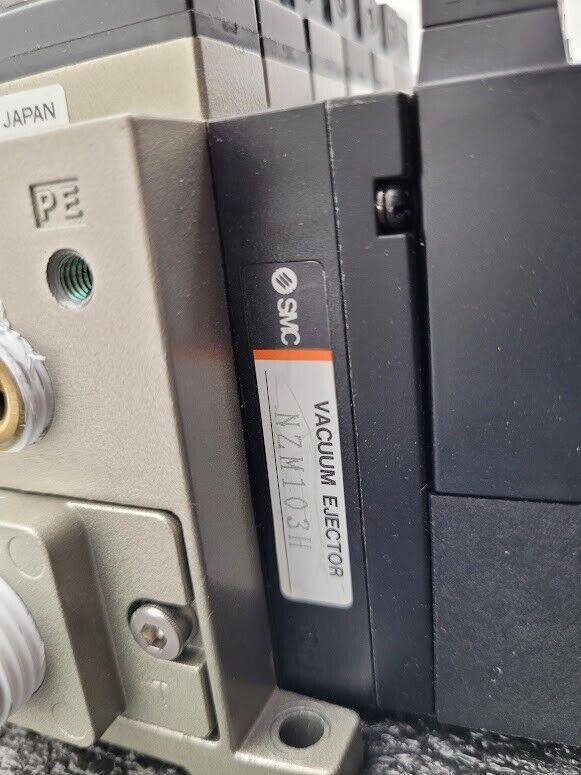 JAPAN
PE
SMC
VACUUM EJECTOR
NZM103H
T